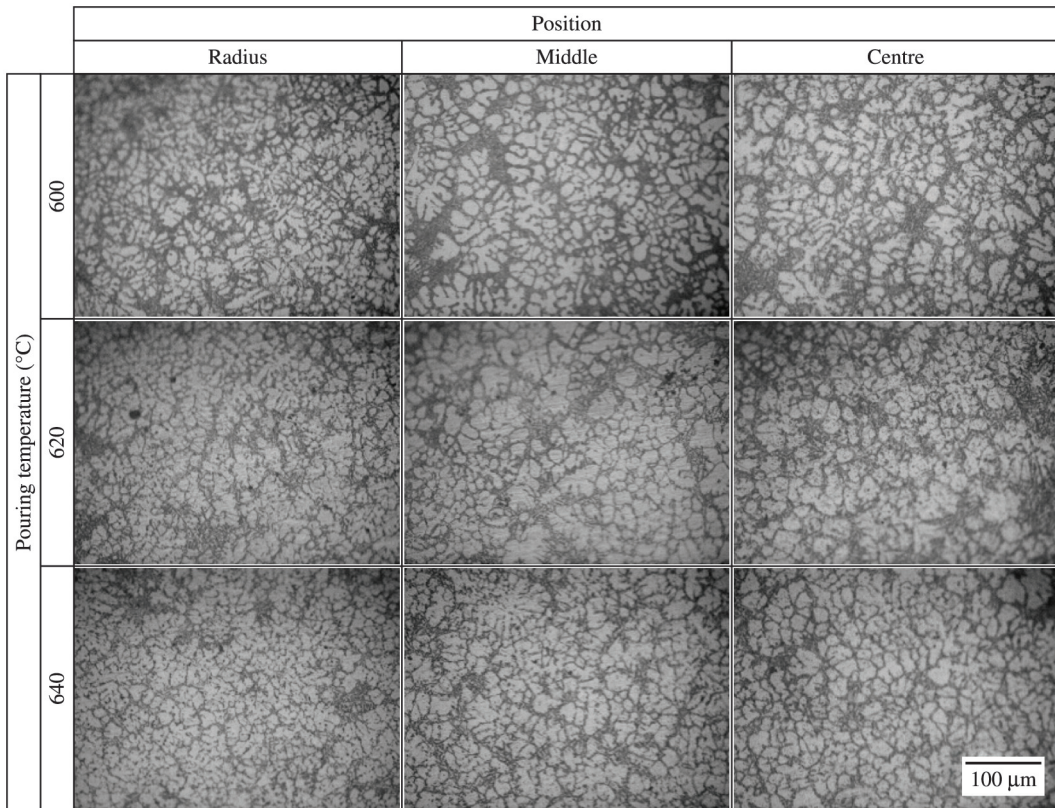 Position
Radius
Middle
Centre
Pouring temperature (°C)
600
620
640
100 μm